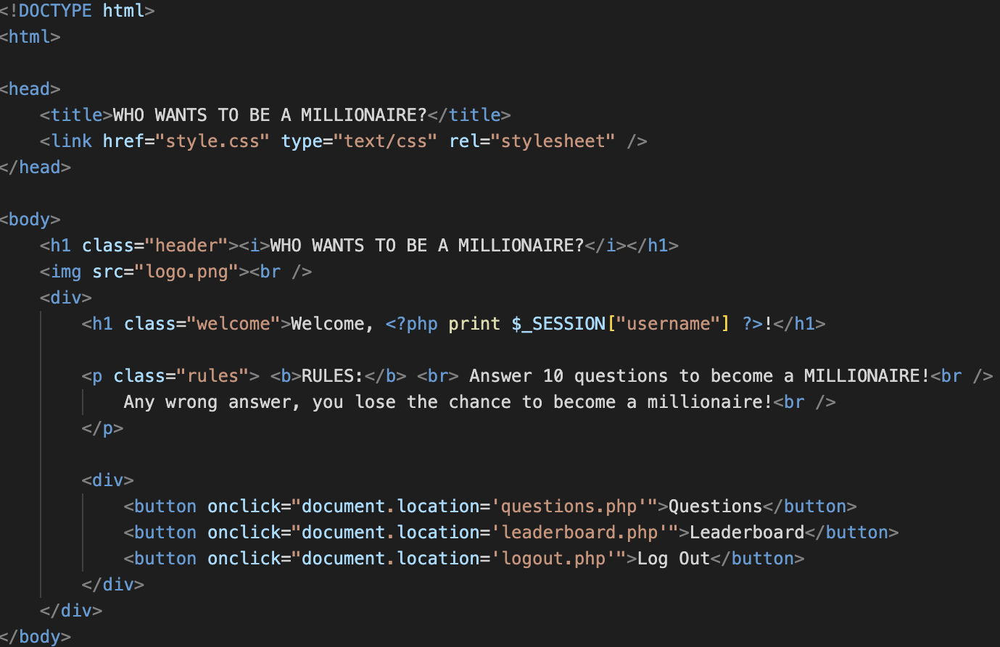 <!DOCTYPE html>
<html>

<head>
    <title>WHO WANTS TO BE A MILLIONAIRE?</title>
    <link href="style.css" type="text/css" rel="stylesheet" />
</head>

<body>
    <h1 class="header"><i>WHO WANTS TO BE A MILLIONAIRE?</i></h1>
    <img src="logo.png"><br />
    <div>
        <h1 class="welcome">Welcome, <?php print $_SESSION["username"] ?>!</h1>

        <p class="rules"> <b>RULES:</b> <br> Answer 10 questions to become a MILLIONAIRE!<br />
            Any wrong answer, you lose the chance to become a millionaire!<br />
        </p>

        <div>
            <button onclick="document.location='questions.php'">Questions</button>
            <button onclick="document.location='leaderboard.php'">Leaderboard</button>
            <button onclick="document.location='logout.php'">Log Out</button>
        </div>
    </div>
</body>